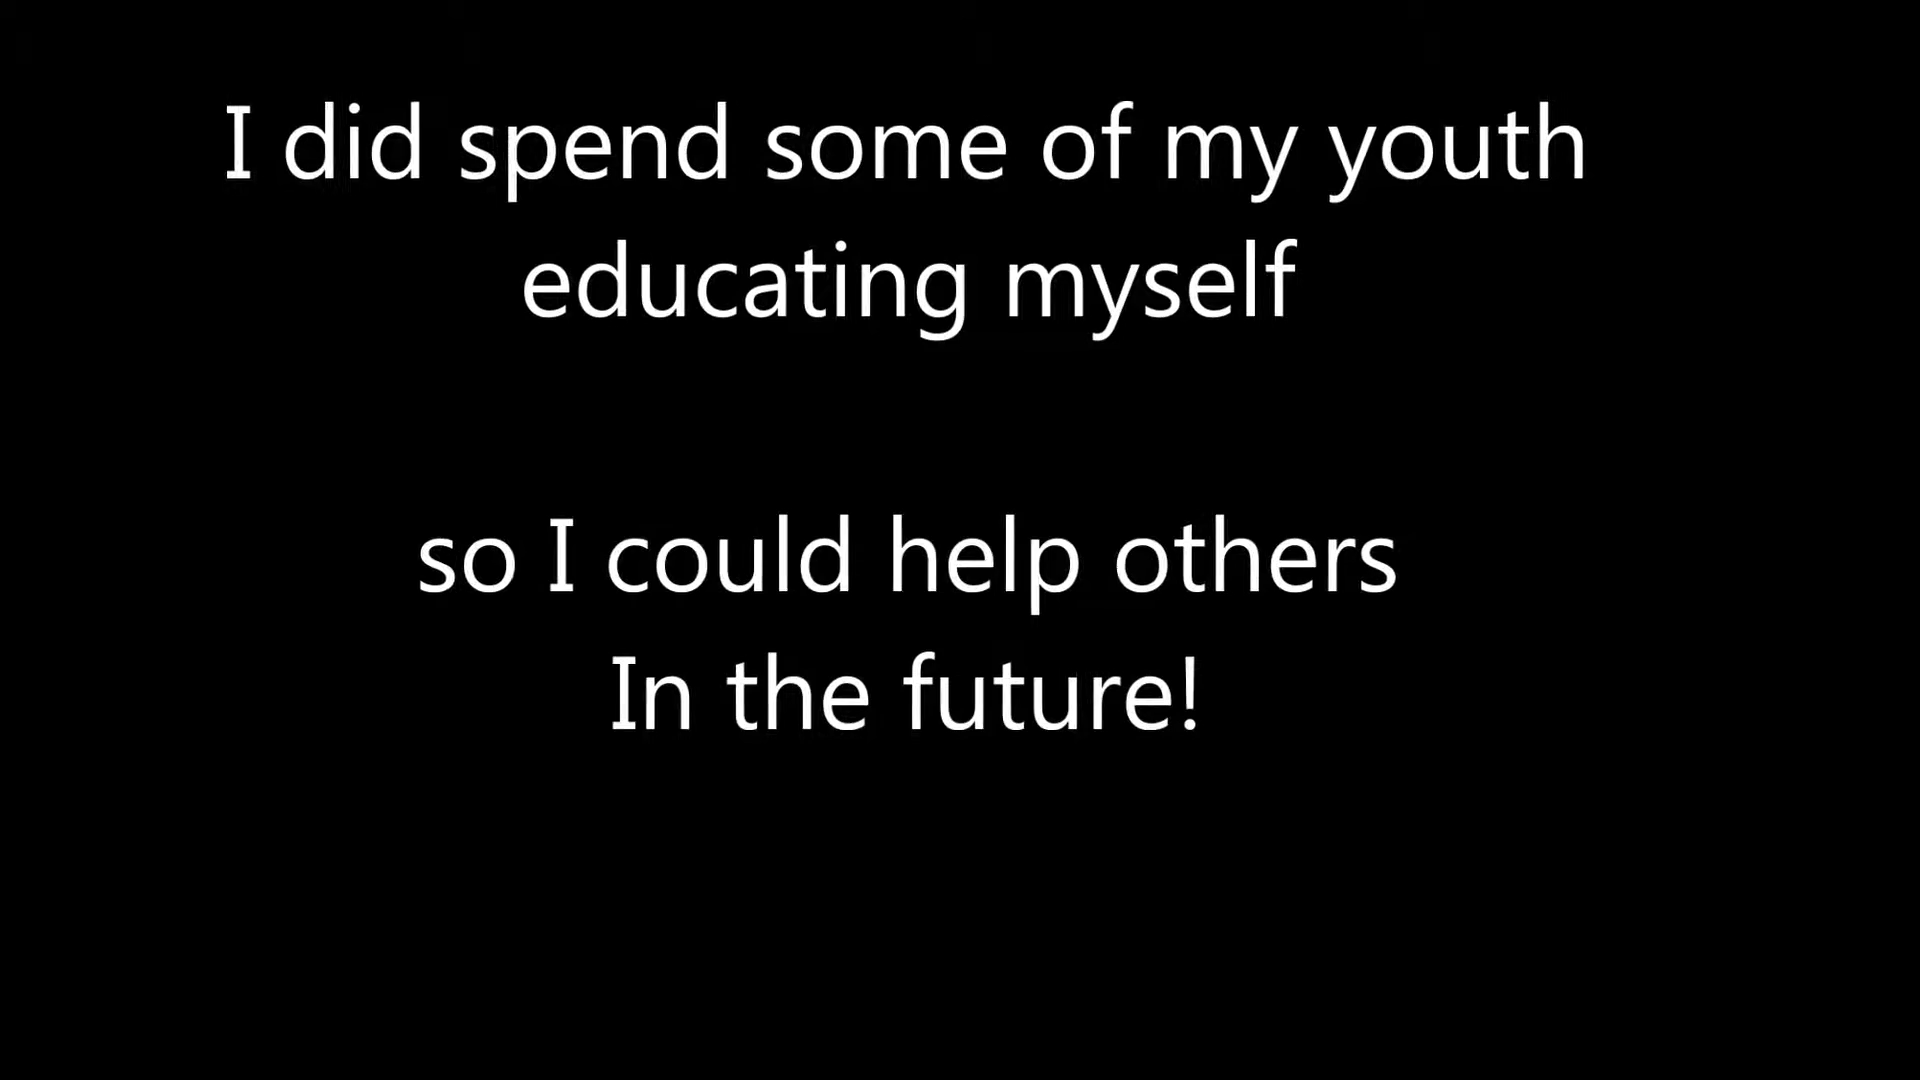 I did spend some of my youth
educating myself
so I could help others
In the future!